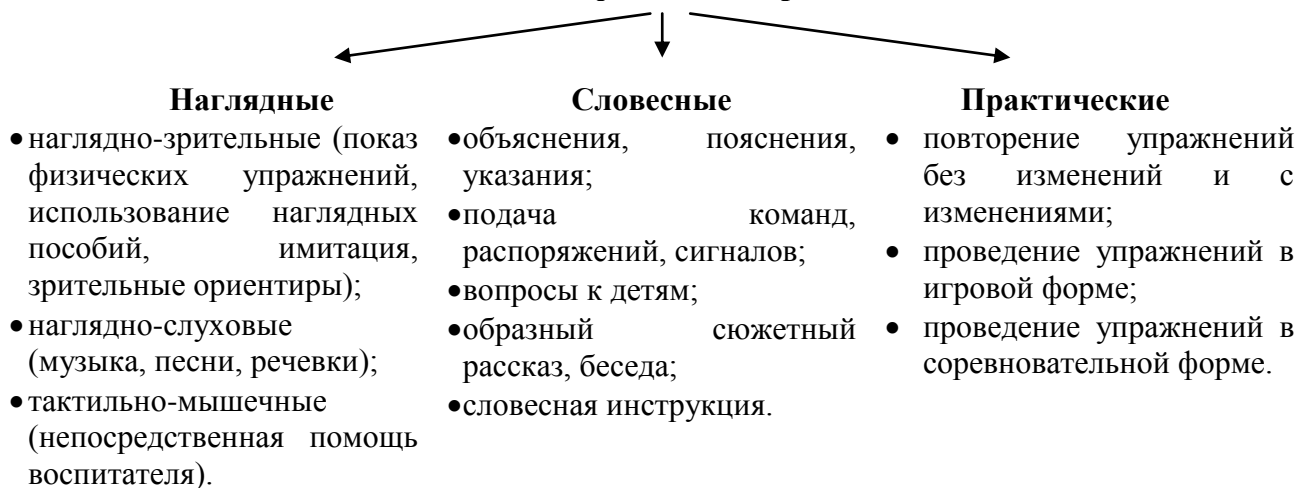 Наглядные
•наглядно-зрительные (показ
физических упражнений,
использование наглядных
пособий, имитация,
зрительные ориентиры);
•наглядно-слуховые
(музыка, песни, речевки);
•тактильно-мышечные
(непосредственная помощь
воспитателя).
Словесные
•объяснения, пояснения,
указания;
•подача команд,
распоряжений, сигналов;
•вопросы к детям;
•образный сюжетный
рассказ, беседа;
•словесная инструкция.
Практические
• повторение упражнений
без изменений и с
изменениями;
• проведение упражнений в
игровой форме;
• проведение упражнений в
соревновательной форме.